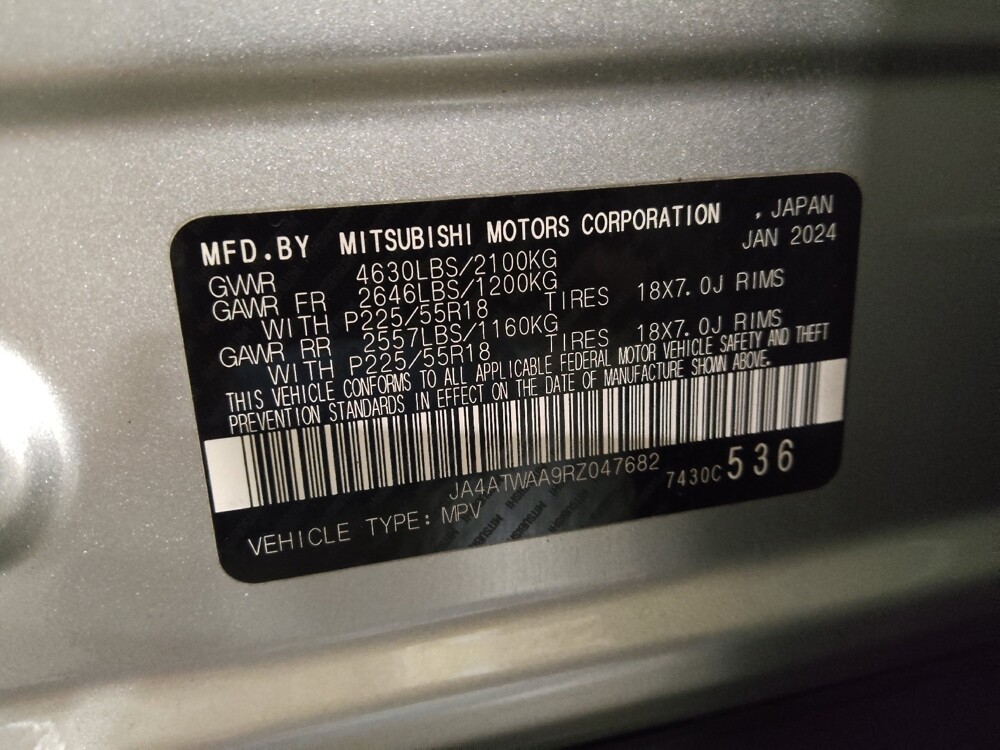 MFD.BY MITSUBISHI MOTORS CORPORATION , JAPAN
JAN 2024
GVWR 4630LBS/2100KG
GAWR FR 2646LBS/1200KG
WITH P225/55R18 TIRES 18X7.0J RIMS
GAWR RR 2557LBS/1160KG
WITH P225/55R18 TIRES 18X7.0J RIMS
THIS VEHICLE CONFORMS TO ALL APPLICABLE FEDERAL MOTOR VEHICLE SAFETY AND THEFT
PREVENTION STANDARDS IN EFFECT ON THE DATE OF MANUFACTURE SHOWN ABOVE.
JA4ATWAA9RZ047682 7430C536
VEHICLE TYPE: MPV